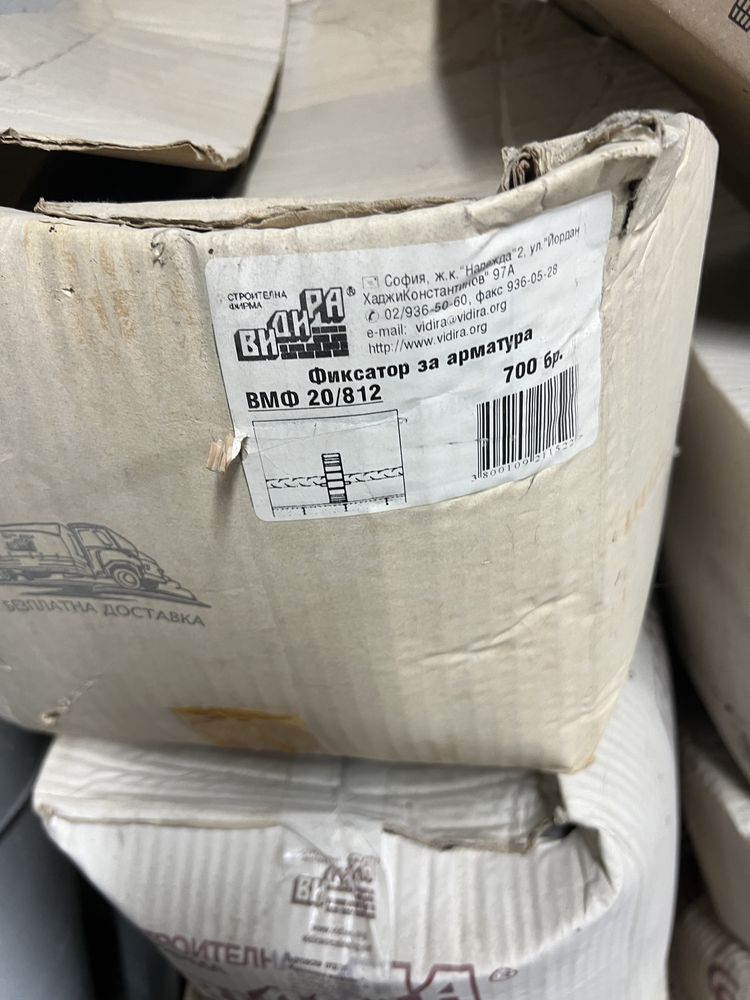 СТРОИТЕЛНА
ФИРМА
ВИДИРА®
София, ж.к. "Надежда"2, ул."Йордан
ХаджиКонстантинов" 97А
02/936-50-60, факс 936-05-28
e-mail: vidira@vidira.org
http://www.vidira.org
Фиксатор за арматура
ВМФ 20/812
700 бр.
БЕЗПЛАТНА ДОСТАВКА
ВИДИРА